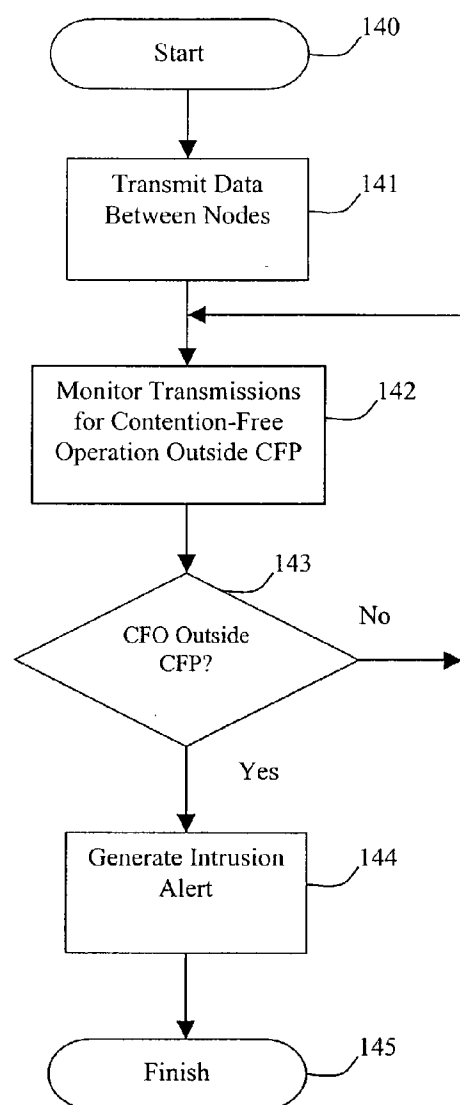 Start
140
Transmit Data
Between Nodes
141
Monitor Transmissions
for Contention-Free
Operation Outside CFP
142
143
CFO Outside
CFP?
No
Yes
Generate Intrusion
Alert
144
Finish
145